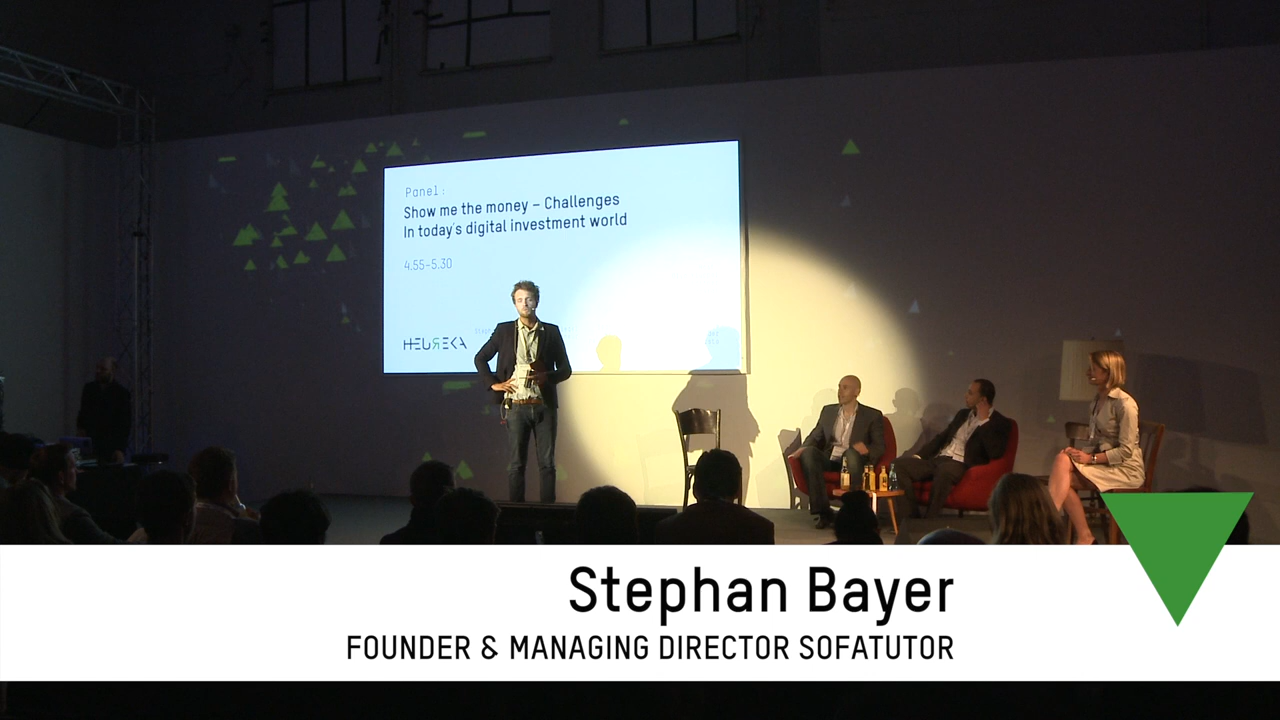 Panel:
Show me the money – Challenges
In today's digital investment world
4.55–5.30
HEUREKA
Stephan Bayer
FOUNDER & MANAGING DIRECTOR SOFATUTOR